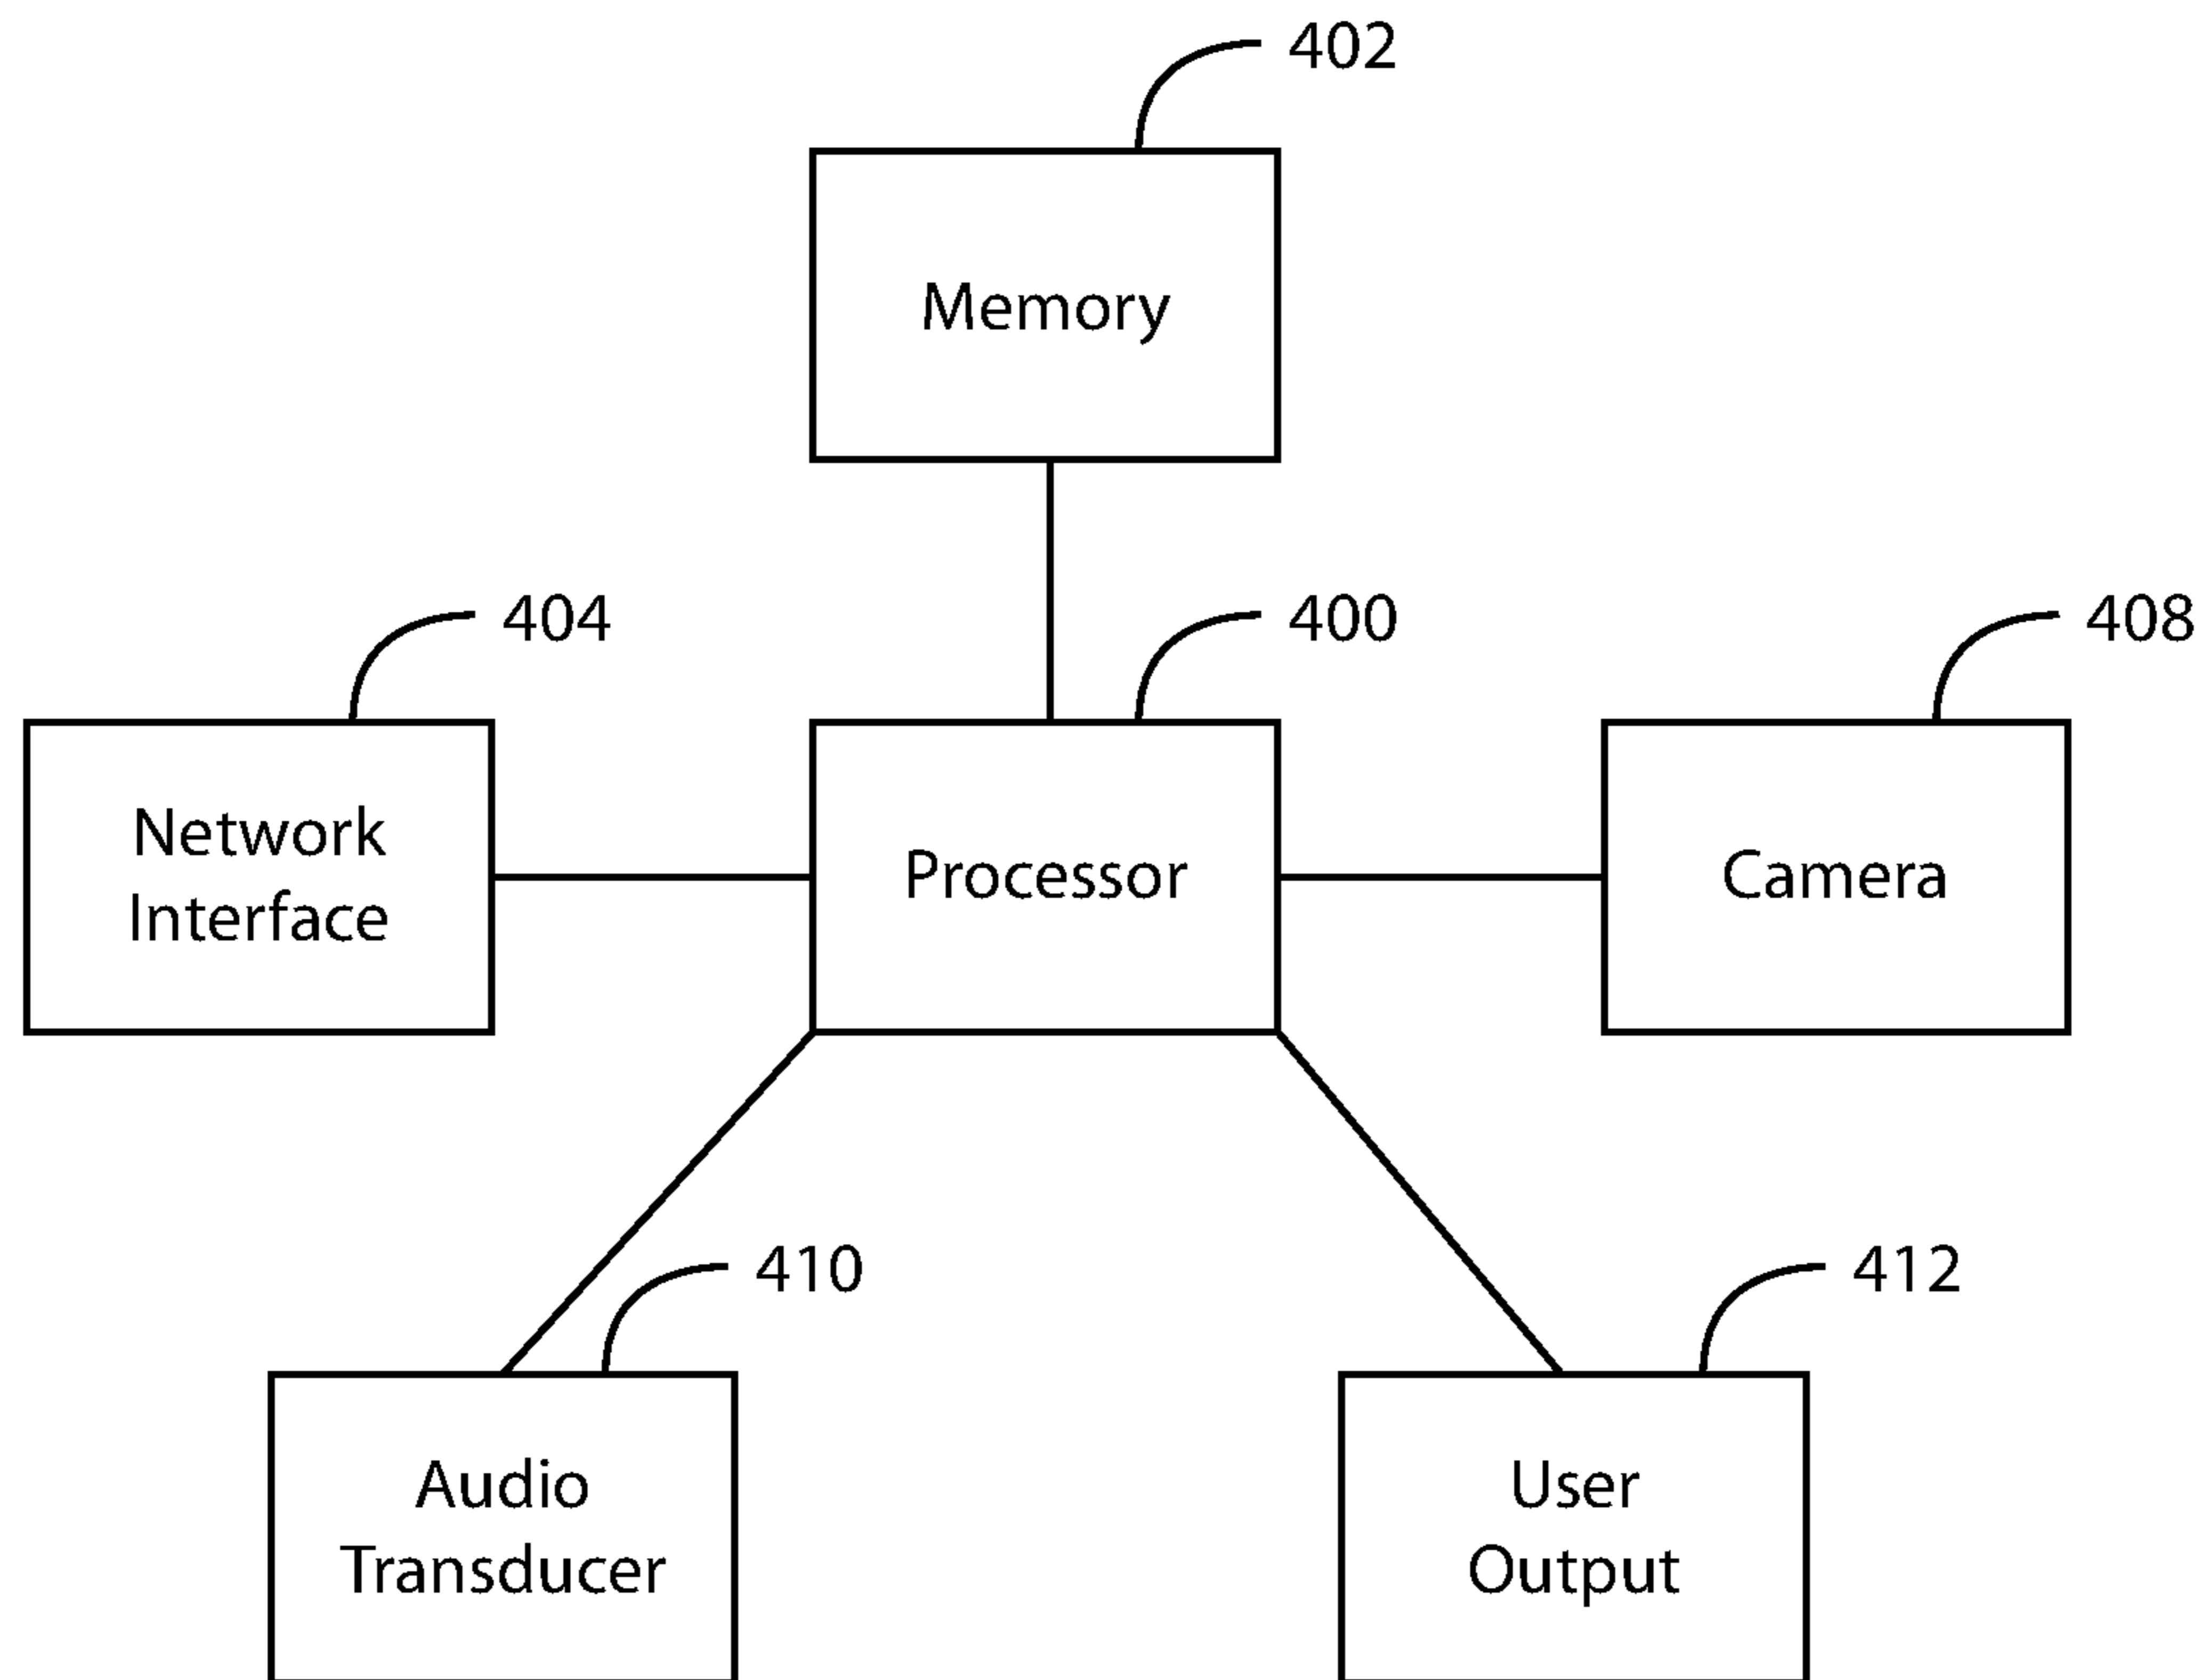 402
Memory
404
400
408
Network
Interface
Processor
Camera
410
412
Audio
Transducer
User
Output